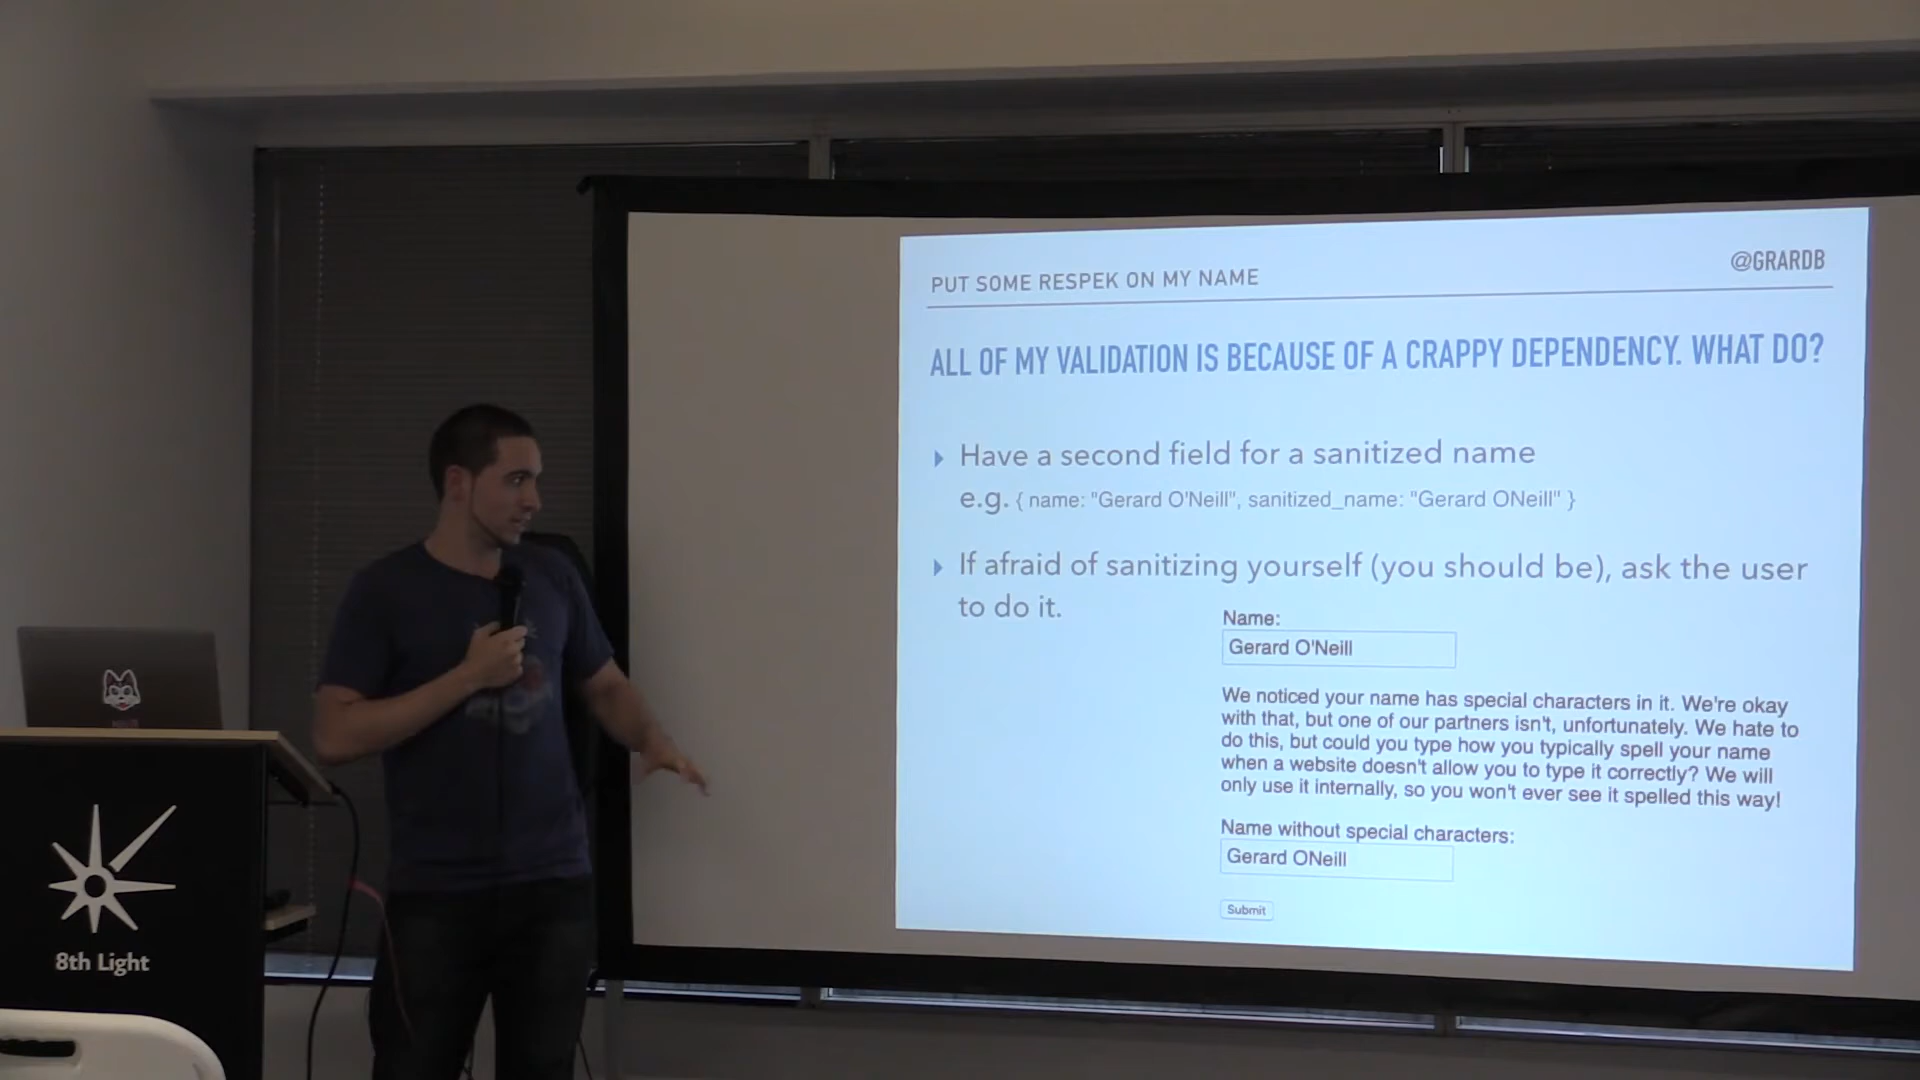 PUT SOME RESPEK ON MY NAME
@GRARDB
ALL OF MY VALIDATION IS BECAUSE OF A CRAPPY DEPENDENCY. WHAT DO?
Have a second field for a sanitized name
e.g. { name: "Gerard O'Neill", sanitized_name: "Gerard ONeill" }
If afraid of sanitizing yourself (you should be), ask the user
to do it.
Name:
Gerard O'Neill
We noticed your name has special characters in it. We're okay
with that, but one of our partners isn't, unfortunately. We hate to
do this, but could you type how you typically spell your name
when a website doesn't allow you to type it correctly? We will
only use it internally, so you won't ever see it spelled this way!
Name without special characters:
Gerard ONeill
Submit
8th Light